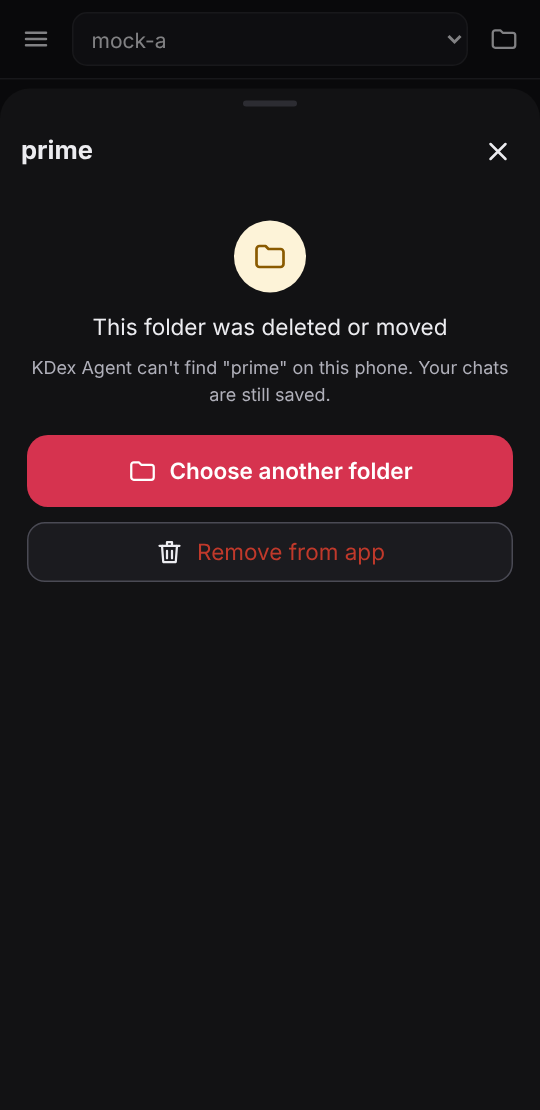 mock-a
prime
This folder was deleted or moved
KDex Agent can't find "prime" on this phone. Your chats
are still saved.
Choose another folder
Remove from app